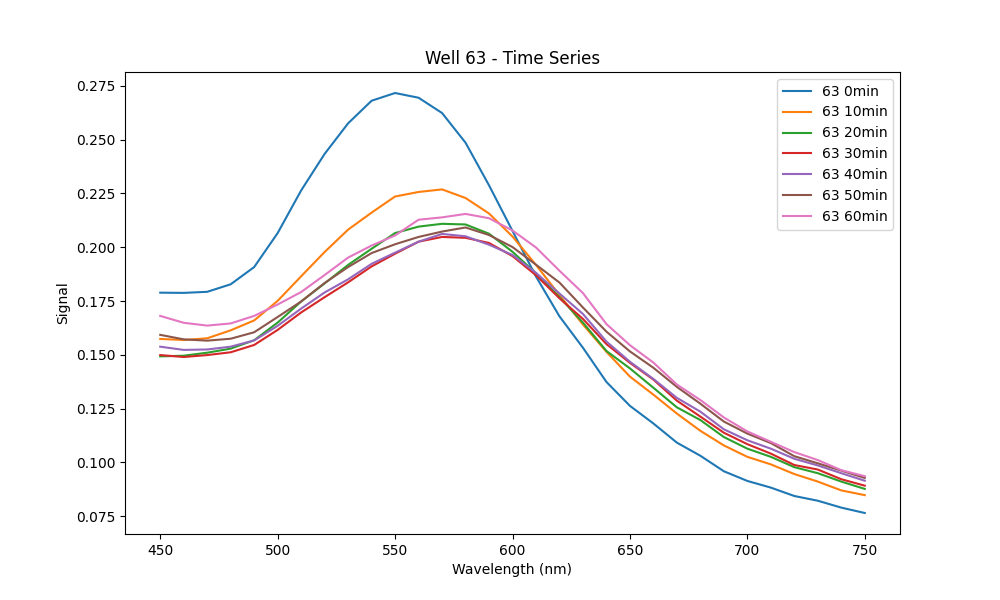 Well 63 - Time Series
Signal
0.275
0.250
0.225
0.200
0.175
0.150
0.125
0.100
0.075
63 0min
63 10min
63 20min
63 30min
63 40min
63 50min
63 60min
450 500 550 600 650 700 750
Wavelength (nm)